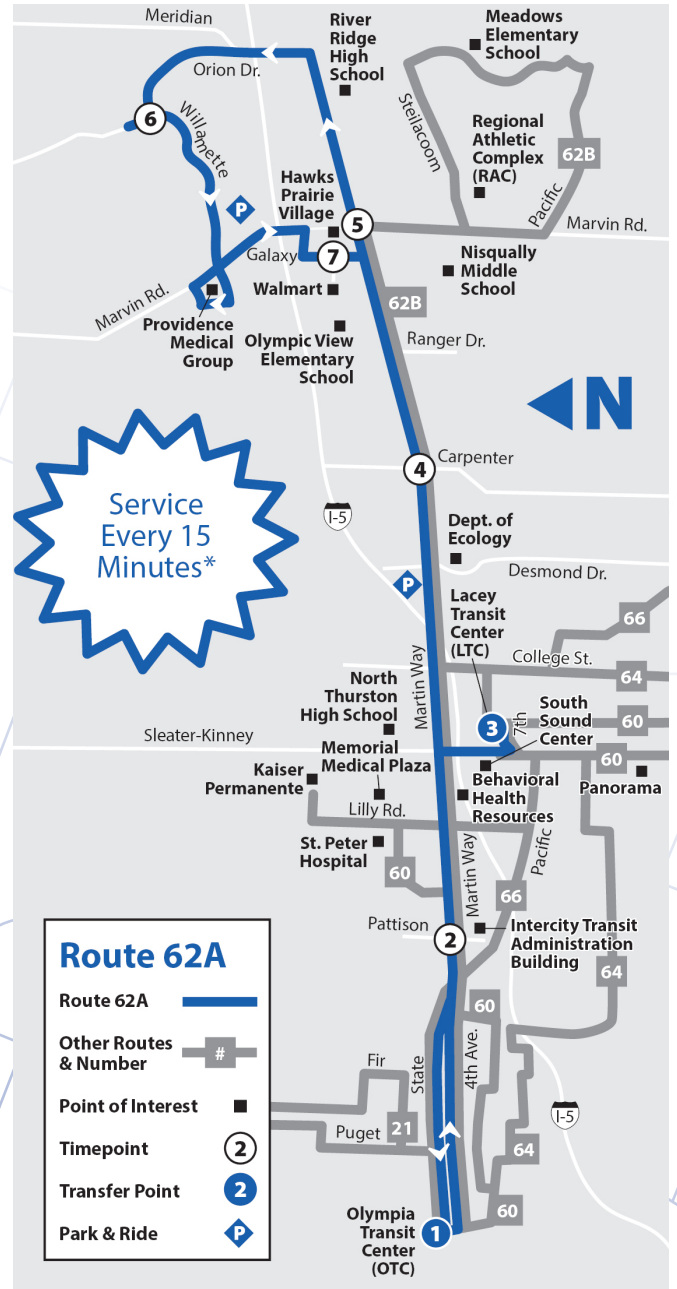 Meridian
River
Ridge
High
School
Meadows
Elementary
School
Orion Dr.
Steilacoom
Regional
Athletic
Complex
(RAC)
6
Willamette
62B
Pacific
Hawks
Prairie
Village
P
5
Marvin Rd.
Galaxy
7
Nisqually
Middle
School
Marvin Rd.
Walmart
62B
Providence
Medical
Group
Olympic View
Elementary
School
Ranger Dr.
N
Service
Every 15
Minutes*
4
Carpenter
I-5
Dept. of
Ecology
Desmond Dr.
P
Lacey
Transit
Center
(LTC)
66
College St.
64
Martin Way
North
Thurston
High School
3
7th
South
Sound
Center
60
Sleater-Kinney
60
Memorial
Medical Plaza
Kaiser
Permanente
Behavioral
Health
Resources
Panorama
Lilly Rd.
St. Peter
Hospital
60
Martin Way
Pacific
66
Pattison
2
Intercity Transit
Administration
Building
64
60
State
4th Ave.
Fir
I-5
21
Puget
64
60
Olympia
Transit
Center
(OTC)
1
Route 62A
Route 62A
Other Routes
& Number
#
Point of Interest
Timepoint
2
Transfer Point
2
Park & Ride
P